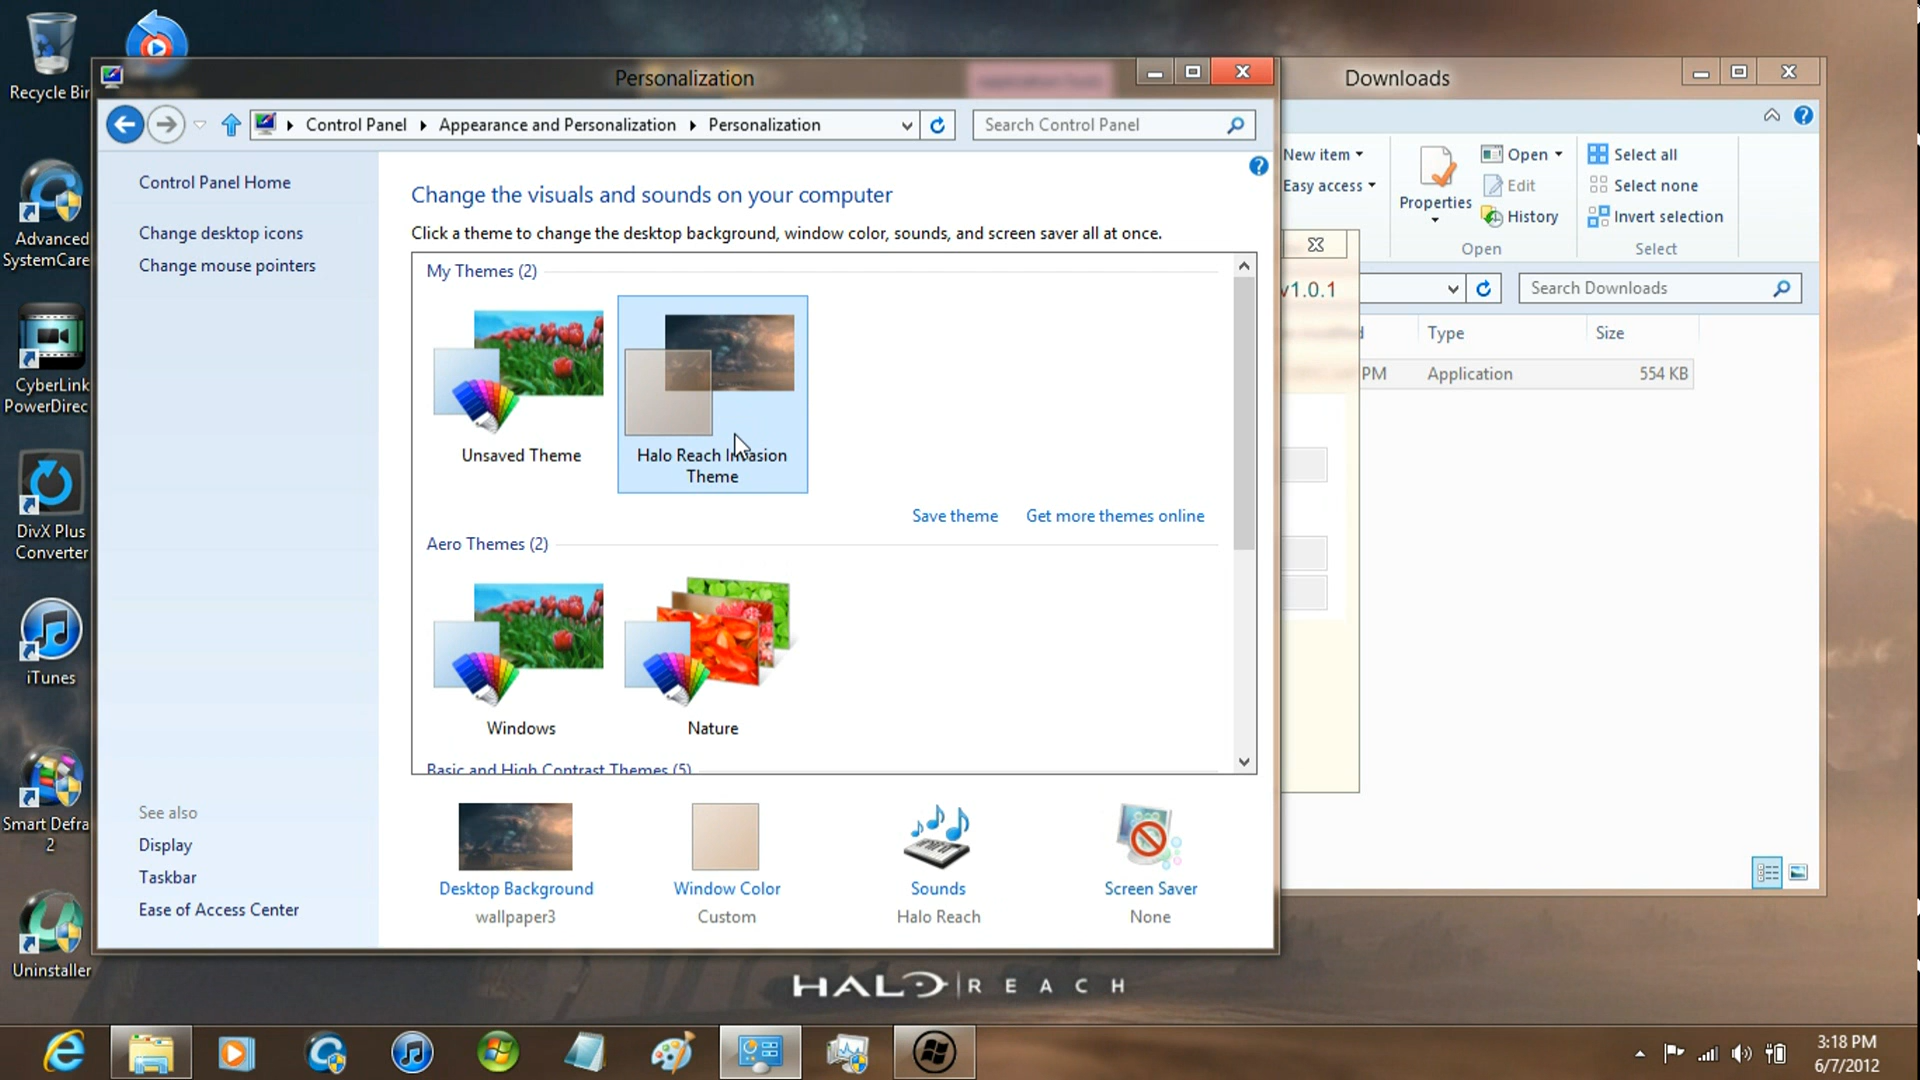 Recycle Bin
Advanced
SystemCare
CyberLink
PowerDirec
DivX Plus
Converter
iTunes
Smart Defra
2
Uninstaller
Personalization
Control Panel
Appearance and Personalization
Personalization
Search Control Panel
Control Panel Home
Change desktop icons
Change mouse pointers
See also
Display
Taskbar
Ease of Access Center
Change the visuals and sounds on your computer
Click a theme to change the desktop background, window color, sounds, and screen saver all at once.
My Themes (2)
Unsaved Theme
Halo Reach Invasion
Theme
Save theme
Get more themes online
Aero Themes (2)
Windows
Nature
Basic and High Contrast Themes (5)
Desktop Background
wallpaper3
Window Color
Custom
Sounds
Halo Reach
Screen Saver
None
Downloads
New item
Easy access
Properties
Open
Edit
History
Open
Select all
Select none
Invert selection
Select
v1.0.1
Search Downloads
Type
Size
PM
Application
554 KB
HALO REACH
3:18 PM
6/7/2012